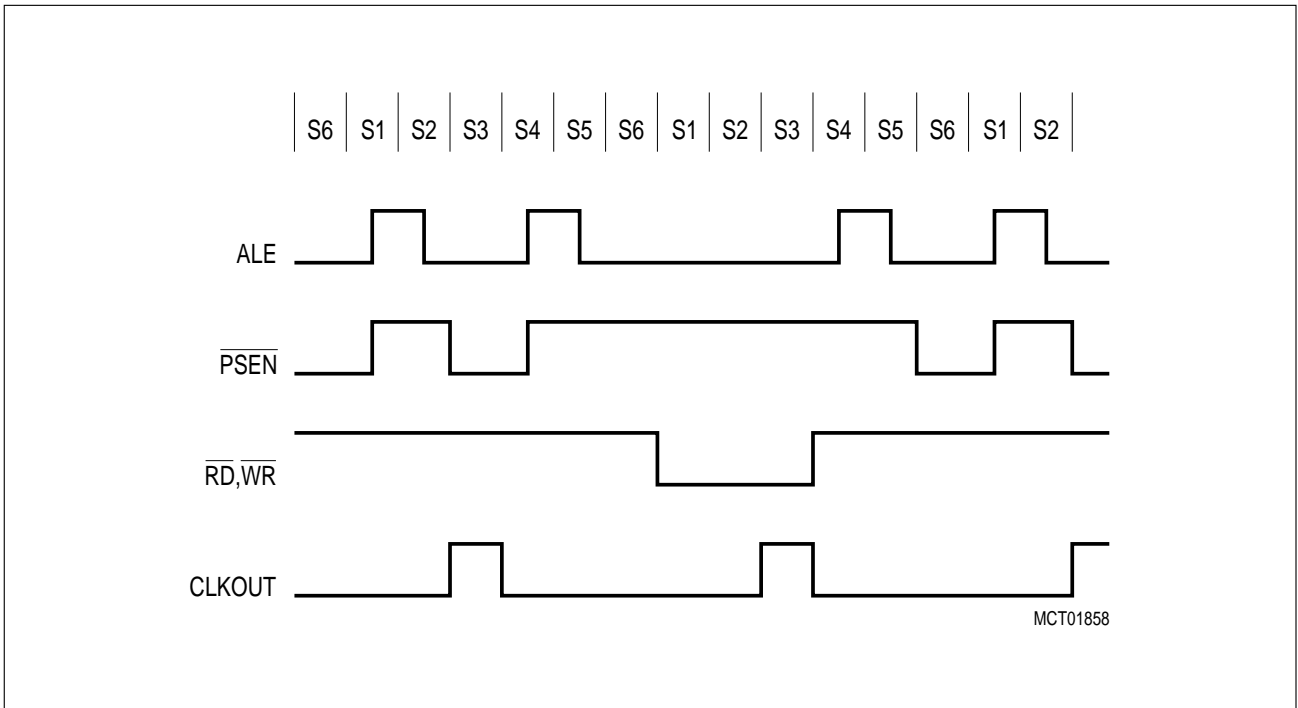 S6 S1 S2 S3 S4 S5 S6 S1 S2 S3 S4 S5 S6 S1 S2
ALE
PSEN
RD,WR
CLKOUT
MCT01858